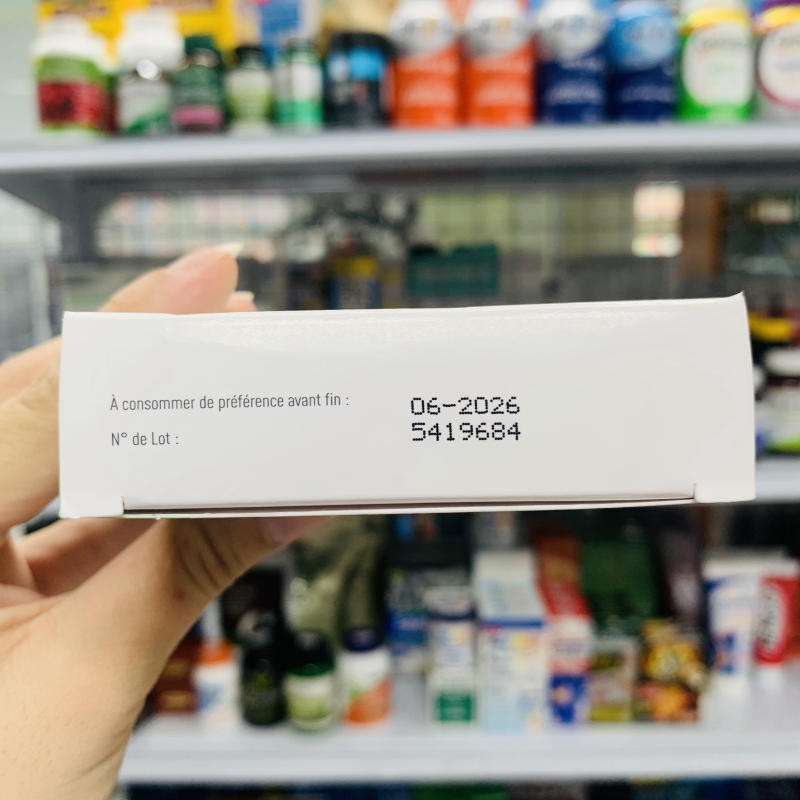 À consommer de préférence avant fin : 06-2026
N° de Lot : 5419684